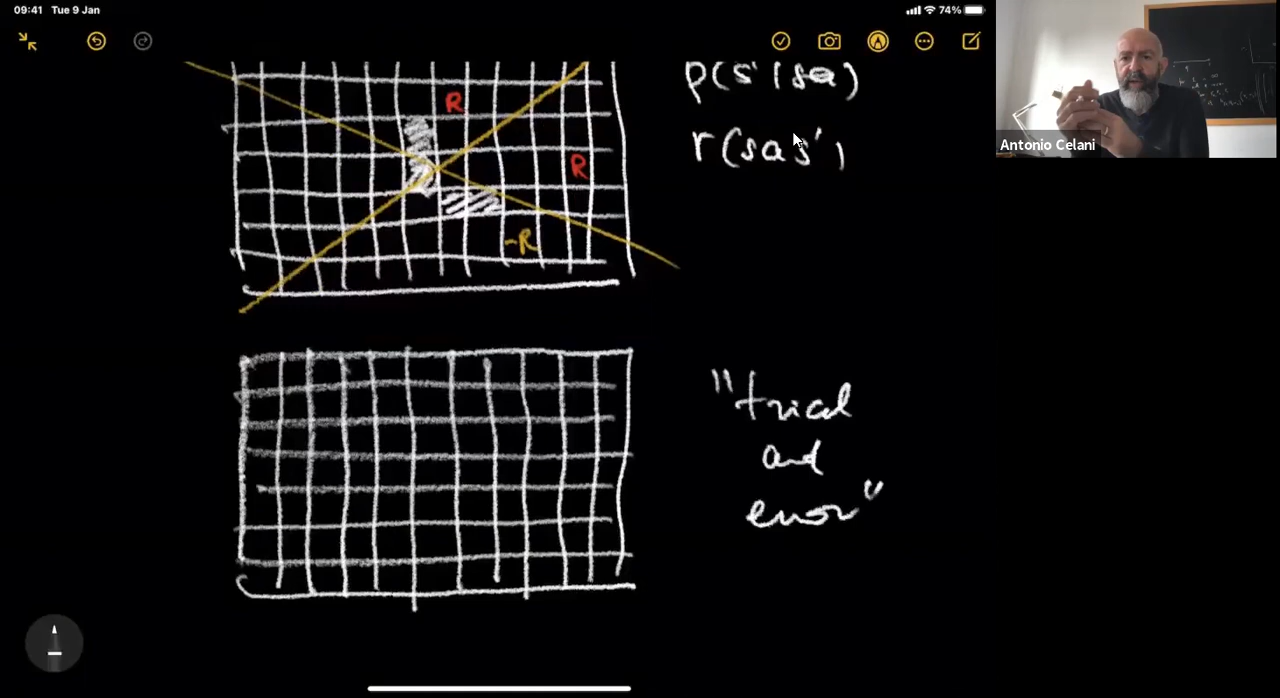 09:41 Tue 9 Jan
74%
p(s'|sa)
R
r(sas')
R
-R
Antonio Celani
"trial
and
error"